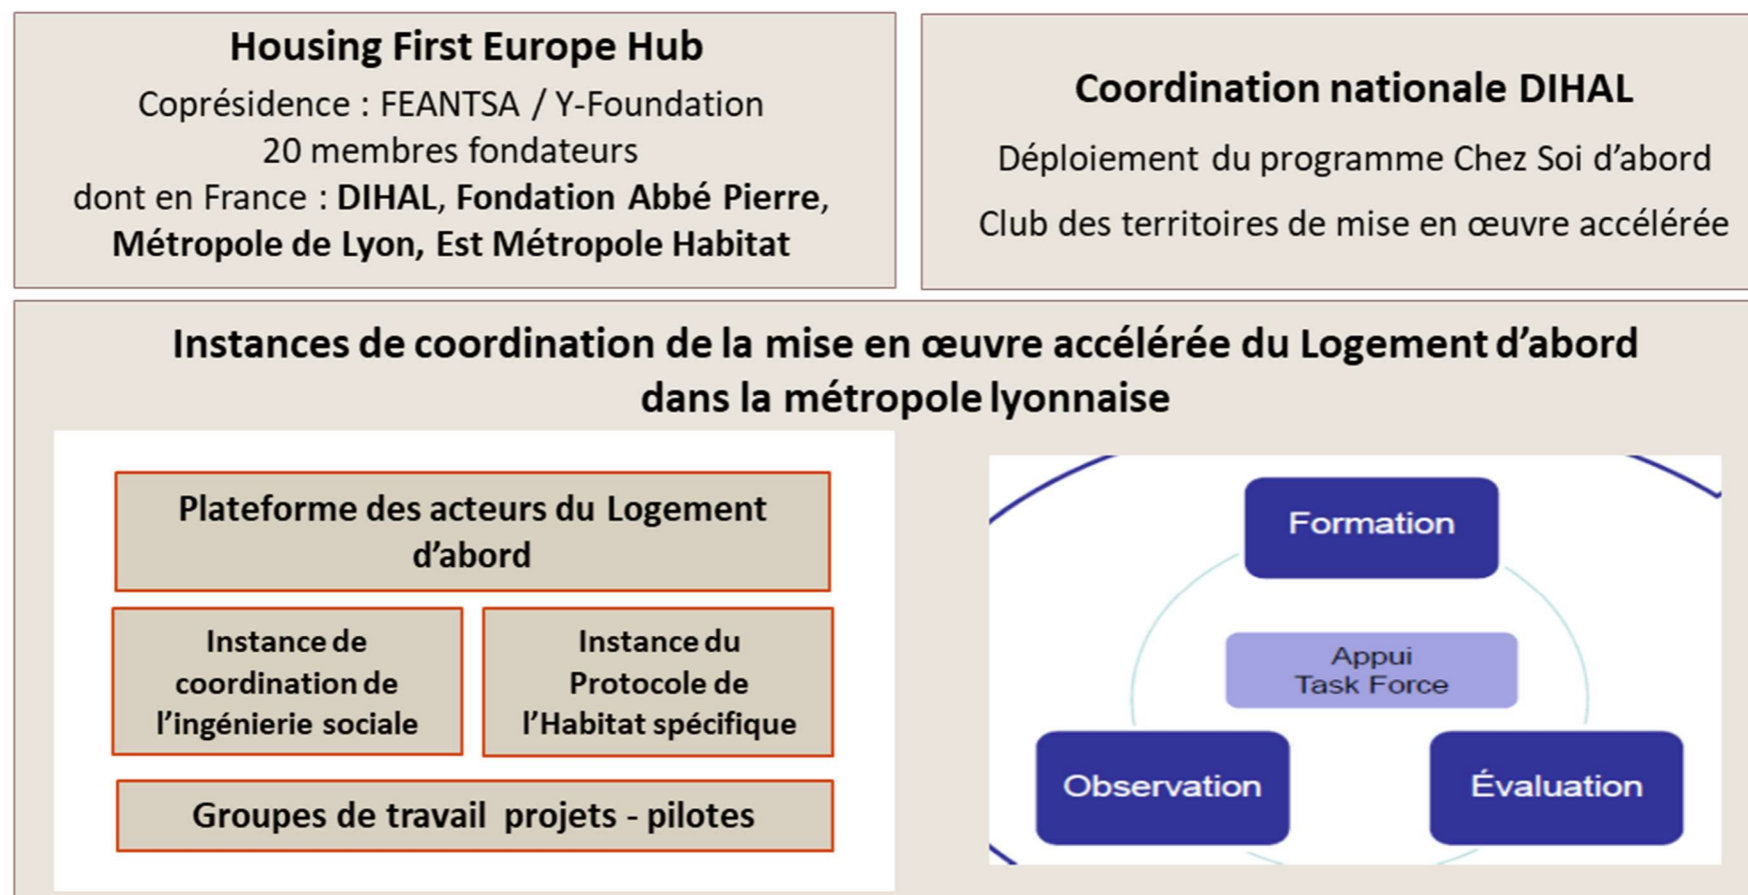 Housing First Europe Hub
Coprésidence : FEANTSA / Y-Foundation
20 membres fondateurs
dont en France : DIHAL, Fondation Abbé Pierre,
Métropole de Lyon, Est Métropole Habitat
Coordination nationale DIHAL
Déploiement du programme Chez Soi d’abord
Club des territoires de mise en œuvre accélérée
Instances de coordination de la mise en œuvre accélérée du Logement d’abord
dans la métropole lyonnaise
Plateforme des acteurs du Logement
d’abord
Instance de
coordination de
l’ingénierie sociale
Instance du
Protocole de
l’Habitat spécifique
Groupes de travail projets - pilotes
Formation
Appui
Task Force
Observation
Évaluation